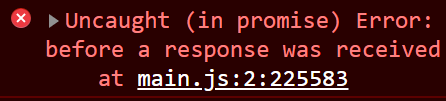 Uncaught (in promise) Error:
before a response was received
at main.js:2:225583